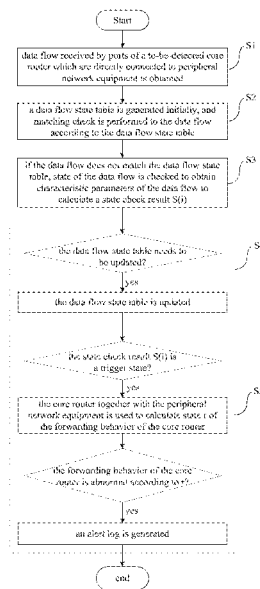 Start
S1
data flow received by ports of a to-be-detected core
router which are directly connected to peripheral
network equipment is obtained
S2
a data flow state table is generated initially, and
matching check is performed to the data flow
according to the data flow state table
S3
if the data flow does not match the data flow state
table, state of the data flow is checked to obtain
characteristic parameters of the data flow to
calculate a state check result S(i)
S
the data flow state table needs to
be updated?
yes
the data flow state table is updated
the state check result S(i) is
a trigger state?
yes
S
the core router together with the peripheral
network equipment is used to calculate state r of
the forwarding behavior of the core router
the forwarding behavior of the core
router is abnormal according to r?
yes
an alert log is generated
end